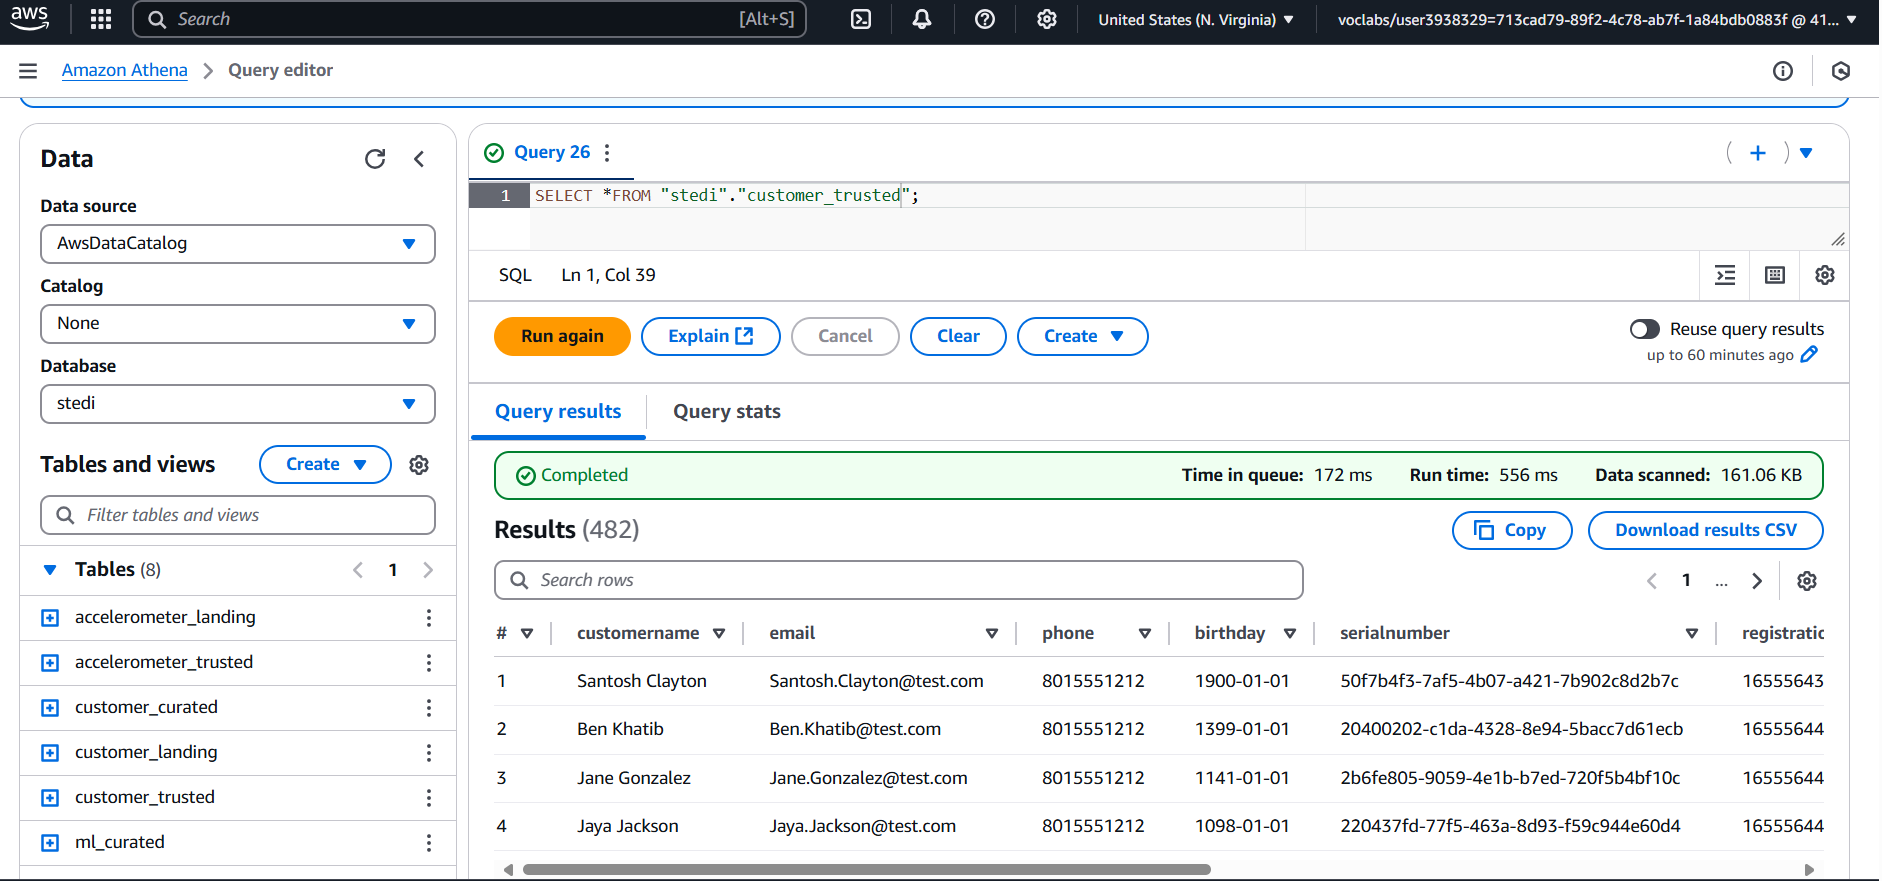 aws
Search [Alt+S] United States (N. Virginia) voclabs/user3938329=713cad79-89f2-4c78-ab7f-1a84bdb0883f @ 41...
Amazon Athena Query editor
Data
Data source
AwsDataCatalog
Catalog
None
Database
stedi
Tables and views Create
Filter tables and views
Tables (8) 1
accelerometer_landing
accelerometer_trusted
customer_curated
customer_landing
customer_trusted
ml_curated
Query 26
1 SELECT *FROM "stedi"."customer_trusted";
SQL Ln 1, Col 39
Run again Explain Cancel Clear Create
Reuse query results
up to 60 minutes ago
Query results Query stats
Completed Time in queue: 172 ms Run time: 556 ms Data scanned: 161.06 KB
Results (482) Copy Download results CSV
Search rows 1 ...
# customername email phone birthday serialnumber registratic
1 Santosh Clayton Santosh.Clayton@test.com 8015551212 1900-01-01 50f7b4f3-7af5-4b07-a421-7b902c8d2b7c 16555643
2 Ben Khatib Ben.Khatib@test.com 8015551212 1399-01-01 20400202-c1da-4328-8e94-5bacc7d61ecb 16555644
3 Jane Gonzalez Jane.Gonzalez@test.com 8015551212 1141-01-01 2b6fe805-9059-4e1b-b7ed-720f5b4bf10c 16555644
4 Jaya Jackson Jaya.Jackson@test.com 8015551212 1098-01-01 220437fd-77f5-463a-8d93-f59c944e60d4 16555644